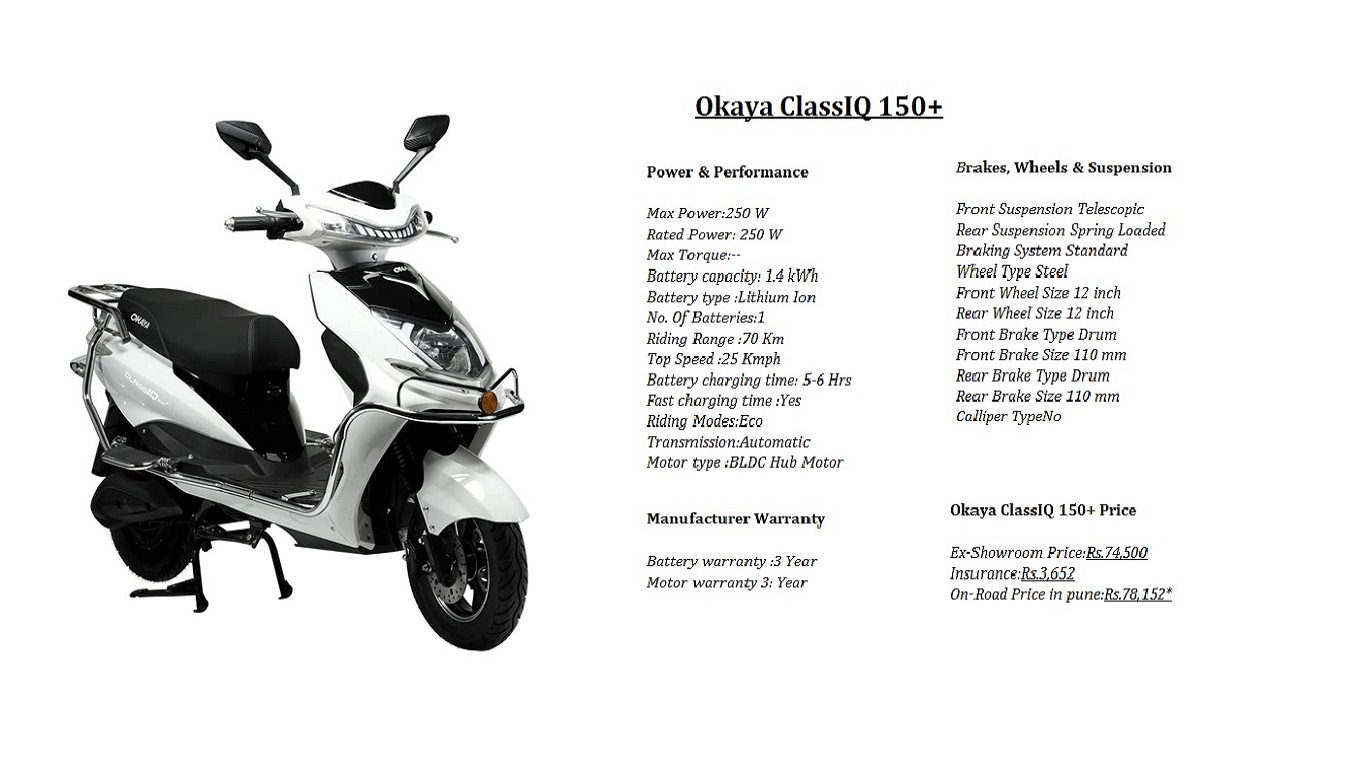 Okaya ClassIQ 150+
Power & Performance
Max Power:250 W
Rated Power: 250 W
Max Torque:--
Battery capacity: 1.4 kWh
Battery type :Lithium Ion
No. Of Batteries:1
Riding Range :70 Km
Top Speed :25 Kmph
Battery charging time: 5-6 Hrs
Fast charging time :Yes
Riding Modes:Eco
Transmission:Automatic
Motor type :BLDC Hub Motor
Manufacturer Warranty
Battery warranty :3 Year
Motor warranty 3: Year
Brakes, Wheels & Suspension
Front Suspension Telescopic
Rear Suspension Spring Loaded
Braking System Standard
Wheel Type Steel
Front Wheel Size 12 inch
Rear Wheel Size 12 inch
Front Brake Type Drum
Front Brake Size 110 mm
Rear Brake Type Drum
Rear Brake Size 110 mm
Calliper TypeNo
Okaya ClassIQ 150+ Price
Ex-Showroom Price:Rs.74,500
Insurance:Rs.3,652
On-Road Price in pune:Rs.78,152*
OKAYA
CLASSIQ